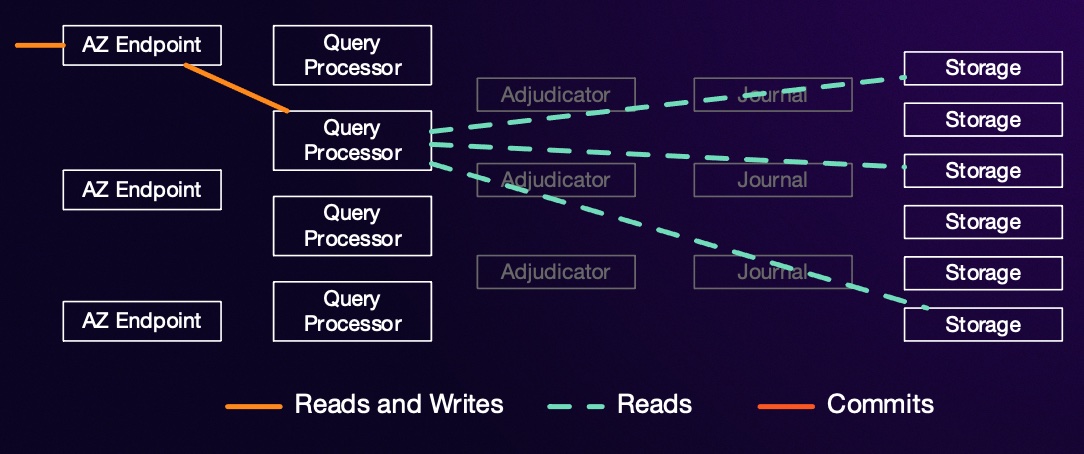 AZ Endpoint
Query
Processor
Adjudicator
Journal
Storage
Storage
Query
Processor
AZ Endpoint
Adjudicator
Journal
Storage
Query
Processor
Storage
Adjudicator
Journal
Storage
AZ Endpoint
Query
Processor
Storage
Reads and Writes
Reads
Commits